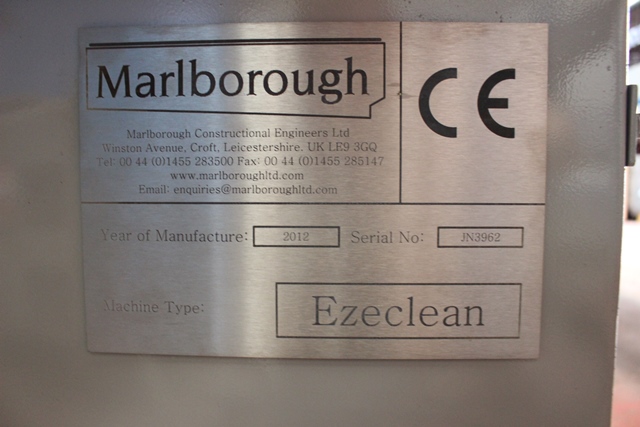 Marlborough
CE
Marlborough Constructional Engineers Ltd
Winston Avenue, Croft, Leicestershire. UK LE9 3GQ
Tel: 00 44 (0)1455 283500 Fax: 00 44 (0)1455 285147
www.marlboroughltd.com
Email: enquiries@marlboroughltd.com
Year of Manufacture: 2012 Serial No: JN3962
Machine Type: Ezeclean